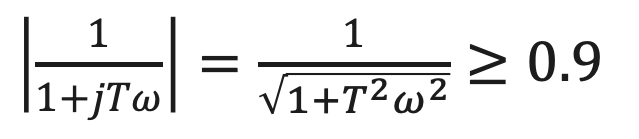 |1/(1+jTω)| = 1/√(1+T²ω²) ≥ 0.9